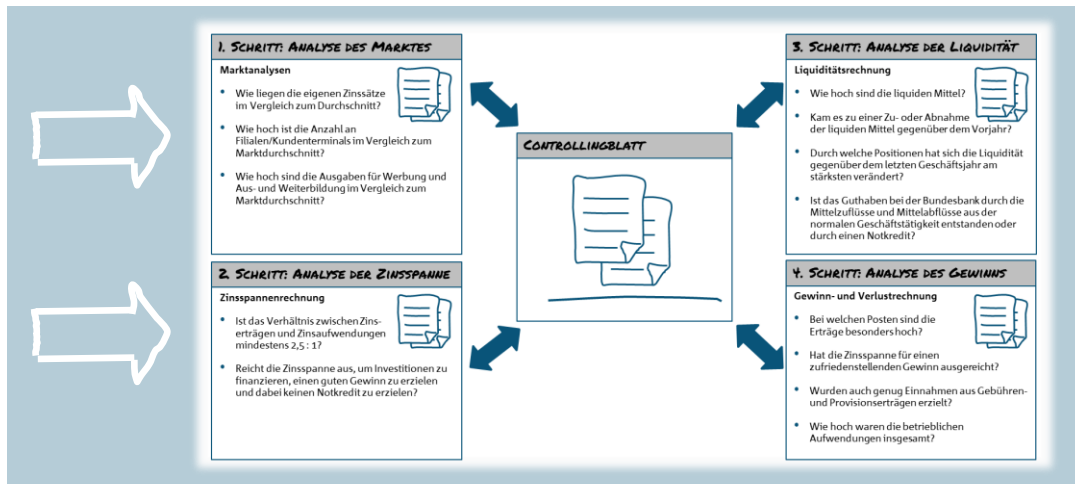 1. Schritt: Analyse des Marktes
Marktanalysen
• Wie liegen die eigenen Zinssätze
im Vergleich zum Durchschnitt?
• Wie hoch ist die Anzahl an
Filialen/Kundenterminals im Vergleich zum
Marktdurchschnitt?
• Wie hoch sind die Ausgaben für Werbung und
Aus- und Weiterbildung im Vergleich zum
Marktdurchschnitt?
2. Schritt: Analyse der Zinsspanne
Zinsspannenrechnung
• Ist das Verhältnis zwischen Zins-
erträgen und Zinsaufwendungen
mindestens 2,5 : 1?
• Reicht die Zinsspanne aus, um Investitionen zu
finanzieren, einen guten Gewinn zu erzielen
und dabei keinen Notkredit zu erzielen?
Controllingblatt
3. Schritt: Analyse der Liquidität
Liquiditätsrechnung
• Wie hoch sind die liquiden Mittel?
• Kam es zu einer Zu- oder Abnahme
der liquiden Mittel gegenüber dem Vorjahr?
• Durch welche Positionen hat sich die Liquidität
gegenüber dem letzten Geschäftsjahr am
stärksten verändert?
• Ist das Guthaben bei der Bundesbank durch die
Mittelzuflüsse und Mittelabflüsse aus der
normalen Geschäftstätigkeit entstanden oder
durch einen Notkredit?
4. Schritt: Analyse des Gewinns
Gewinn- und Verlustrechnung
• Bei welchen Posten sind die
Erträge besonders hoch?
• Hat die Zinsspanne für einen
zufriedenstellenden Gewinn ausgereicht?
• Wurden auch genug Einnahmen aus Gebühren-
und Provisionserträgen erzielt?
• Wie hoch waren die betrieblichen
Aufwendungen insgesamt?